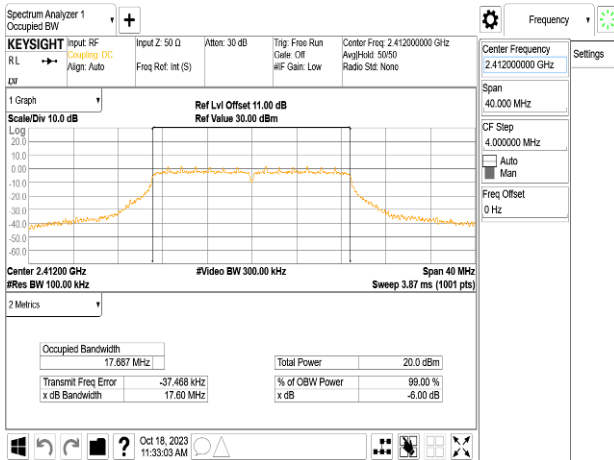 Spectrum Analyzer 1
Occupied BW
Frequency
KEYSIGHT
RL
Input: RF
Coupling: DC
Align: Auto
Input Z: 50 Ω
Freq Ref: Int (S)
Atten: 30 dB
Trig: Free Run
Gate: Off
#IF Gain: Low
Center Freq: 2.412000000 GHz
Avg|Hold: 50/50
Radio Std: None
Center Frequency
2.412000000 GHz
Settings
Span
40.000 MHz
CF Step
4.000000 MHz
Auto
Man
Freq Offset
0 Hz
1 Graph
Scale/Div 10.0 dB
Ref Lvl Offset 11.00 dB
Ref Value 30.00 dBm
Log
20.0
10.0
0.00
-10.0
-20.0
-30.0
-40.0
-50.0
-60.0
Center 2.41200 GHz
#Res BW 100.00 kHz
#Video BW 300.00 kHz
Span 40 MHz
Sweep 3.87 ms (1001 pts)
2 Metrics
Occupied Bandwidth
17.687 MHz
Transmit Freq Error -37.468 kHz
x dB Bandwidth 17.60 MHz
Total Power 20.0 dBm
% of OBW Power 99.00 %
x dB -6.00 dB
?
Oct 18, 2023
11:33:03 AM